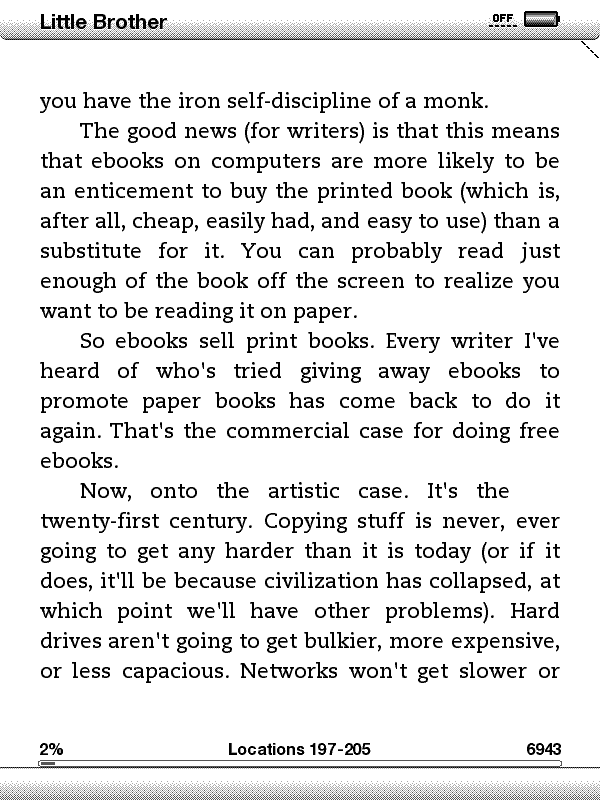 Little Brother
OFF
you have the iron self-discipline of a monk.
The good news (for writers) is that this means
that ebooks on computers are more likely to be
an enticement to buy the printed book (which is,
after all, cheap, easily had, and easy to use) than a
substitute for it. You can probably read just
enough of the book off the screen to realize you
want to be reading it on paper.
So ebooks sell print books. Every writer I've
heard of who's tried giving away ebooks to
promote paper books has come back to do it
again. That's the commercial case for doing free
ebooks.
Now, onto the artistic case. It's the
twenty-first century. Copying stuff is never, ever
going to get any harder than it is today (or if it
does, it'll be because civilization has collapsed, at
which point we'll have other problems). Hard
drives aren't going to get bulkier, more expensive,
or less capacious. Networks won't get slower or
2% Locations 197-205 6943